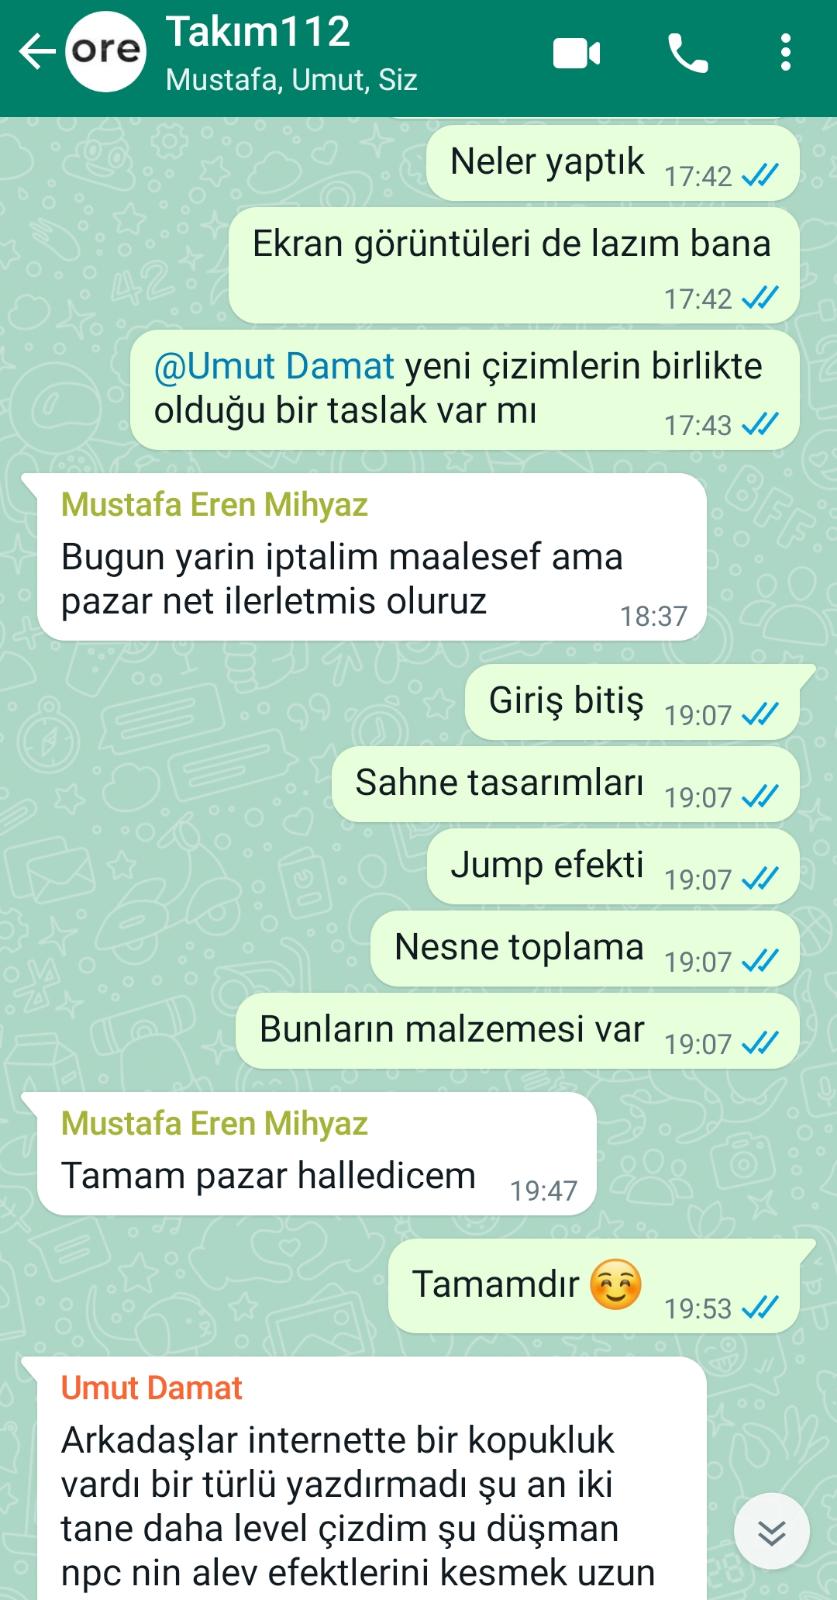 ore
Takım112
Mustafa, Umut, Siz
Neler yaptık 17:42
Ekran görüntüleri de lazım bana
17:42
@Umut Damat yeni çizimlerin birlikte
olduğu bir taslak var mı 17:43
Mustafa Eren Mihyaz
Bugun yarin iptalim maalesef ama
pazar net ilerletmis oluruz 18:37
Giriş bitiş 19:07
Sahne tasarımları 19:07
Jump efekti 19:07
Nesne toplama 19:07
Bunların malzemesi var 19:07
Mustafa Eren Mihyaz
Tamam pazar halledicem 19:47
Tamamdır ☺️ 19:53
Umut Damat
Arkadaşlar internette bir kopukluk
vardı bir türlü yazdırmadı şu an iki
tane daha level çizdim şu düşman
npc nin alev efektlerini kesmek uzun